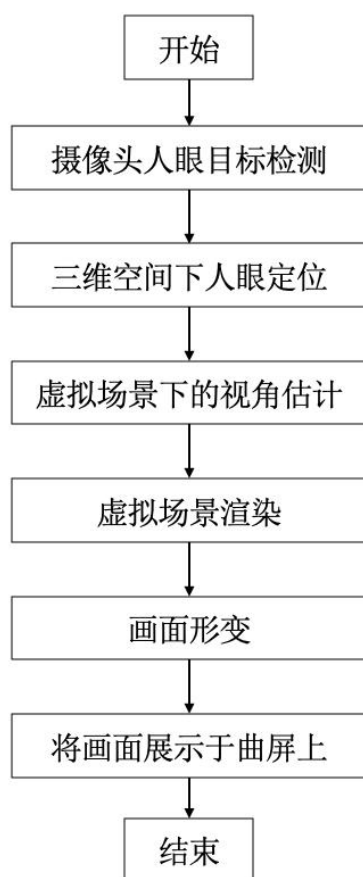 开始
摄像头人眼目标检测
三维空间下人眼定位
虚拟场景下的视角估计
虚拟场景渲染
画面形变
将画面展示于曲屏上
结束